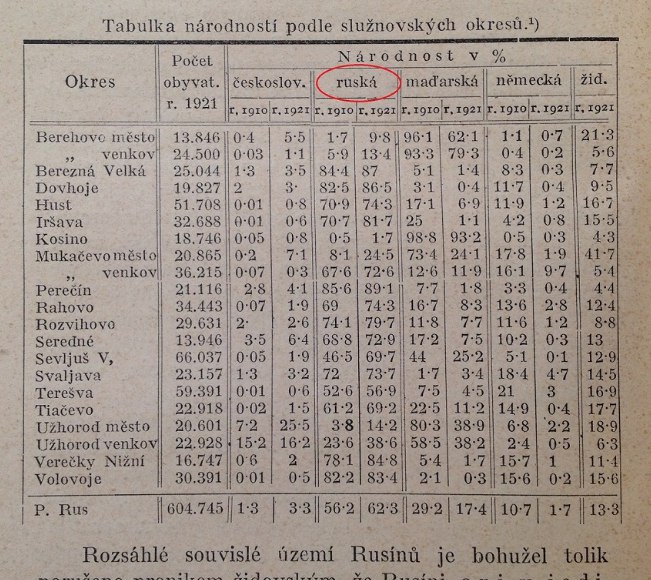 Tabulka národností podle služnovských okresů.¹)
Okres Počet obyvat. r. 1921 Národnost v %
českoslov. ruská maďarská německá žid.
r. 1910 r. 1921 r. 1910 r. 1921 r. 1910 r. 1921 r. 1910 r. 1921 r. 1921
Berehovo město 13.846 0·4 5·5 1·7 9·8 96·1 62·1 1·1 0·7 21·3
„ venkov 24.500 0·03 1·1 5·9 13·4 93·3 79·3 0·4 0·2 5·6
Berezná Velká 25.044 1·3 3·5 84·4 87 5·1 1·4 8·3 0·3 7·7
Dovhoje 19.827 2 3· 82·5 86·5 3·1 0·4 11·7 0·4 9·5
Hust 51.708 0·01 0·8 70·9 74·3 17·1 6·9 11·9 1·2 16·7
Iršava 32.688 0·01 0·6 70·7 81·7 25 1·1 4·2 0·8 15·5
Kosino 18.746 0·05 0·8 0·5 1·7 98·8 93·2 0·5 0·3 4·3
Mukačevo město 20.865 0·2 7·1 8·1 24·5 73·4 24·1 17·8 1·9 41·7
„ venkov 36.215 0·07 0·3 67·6 72·6 12·6 11·9 16·1 9·7 5·4
Perečín 21.116 2·8 4·1 85·6 89·1 7·7 1·8 3·3 0·4 4·4
Rahovo 34.443 0·07 1·9 69 74·3 16·7 8·3 13·6 2·8 12·4
Rozvihovo 29.631 2· 2·6 74·1 79·7 11·8 7·7 11·6 1·2 8·8
Seredné 13.946 3·5 6·4 68·8 72·9 17·2 7·5 10·2 0·3 13
Sevljuš V, 66.037 0·05 1·9 46·5 69·7 44 25·2 5·1 0·1 12·9
Svaljava 23.157 1·3 3·2 72 73·7 1·7 3·4 18·4 4·7 14·5
Terešva 59.391 0·01 0·6 52·6 56·9 7·5 4·5 21 3 16·9
Tiačevo 22.918 0·02 1·5 61·2 69·2 22·5 11·2 14·9 0·4 17·7
Užhorod město 20.601 7·2 25·5 3·8 14·2 80·3 38·9 6·8 2·2 18·9
Užhorod venkov 22.928 15·2 16·2 23·6 38·6 58·5 38·2 2·4 0·5 6·3
Verečky Nižní 16.747 0·6 2 78·1 84·8 5·4 1·7 15·7 1 11·4
Volovoje 30.391 0·01 0·5 82·2 83·4 2·1 0·3 15·6 0·2 15·6
P. Rus 604.745 1·3 3·3 56·2 62·3 29·2 17·4 10·7 1·7 13·3
Rozsáhlé souvislé území Rusínů je bohužel tolik
židovským, že Rusíni